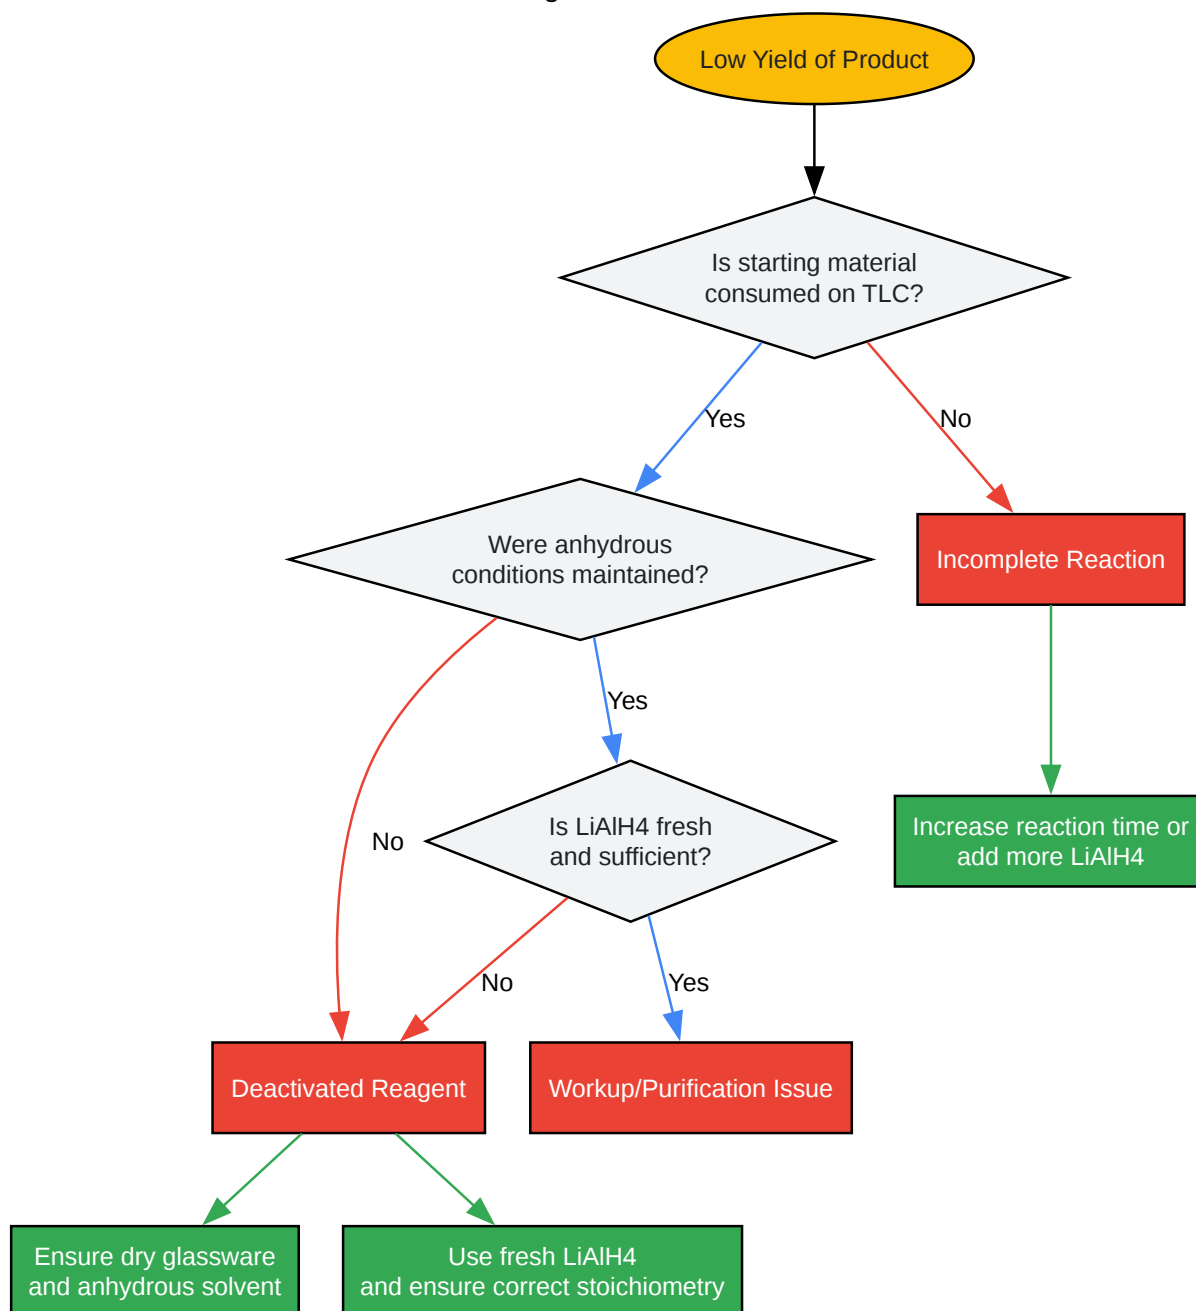 Low Yield of Product
Is starting material
consumed on TLC?
Yes
No
Were anhydrous
conditions maintained?
Incomplete Reaction
Yes
No
Is LiAlH4 fresh
and sufficient?
Increase reaction time or
add more LiAlH4
No
Yes
Deactivated Reagent
Workup/Purification Issue
Ensure dry glassware
and anhydrous solvent
Use fresh LiAlH4
and ensure correct stoichiometry